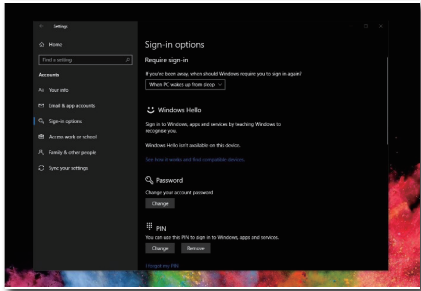 Settings
Home
Find a setting
Accounts
Your info
Email & app accounts
Sign-in options
Access work or school
Family & other people
Sync your settings
Sign-in options
Require sign-in
If you've been away, when should Windows require you to sign in again?
When PC wakes up from sleep
Windows Hello
Sign in to Windows, apps and services by teaching Windows to
recognise you.
Windows Hello isn't available on this device.
See how it works and find compatible devices.
Password
Change your account password
Change
PIN
You can use this PIN to sign in to Windows, apps and services.
Change
Remove
I forgot my PIN